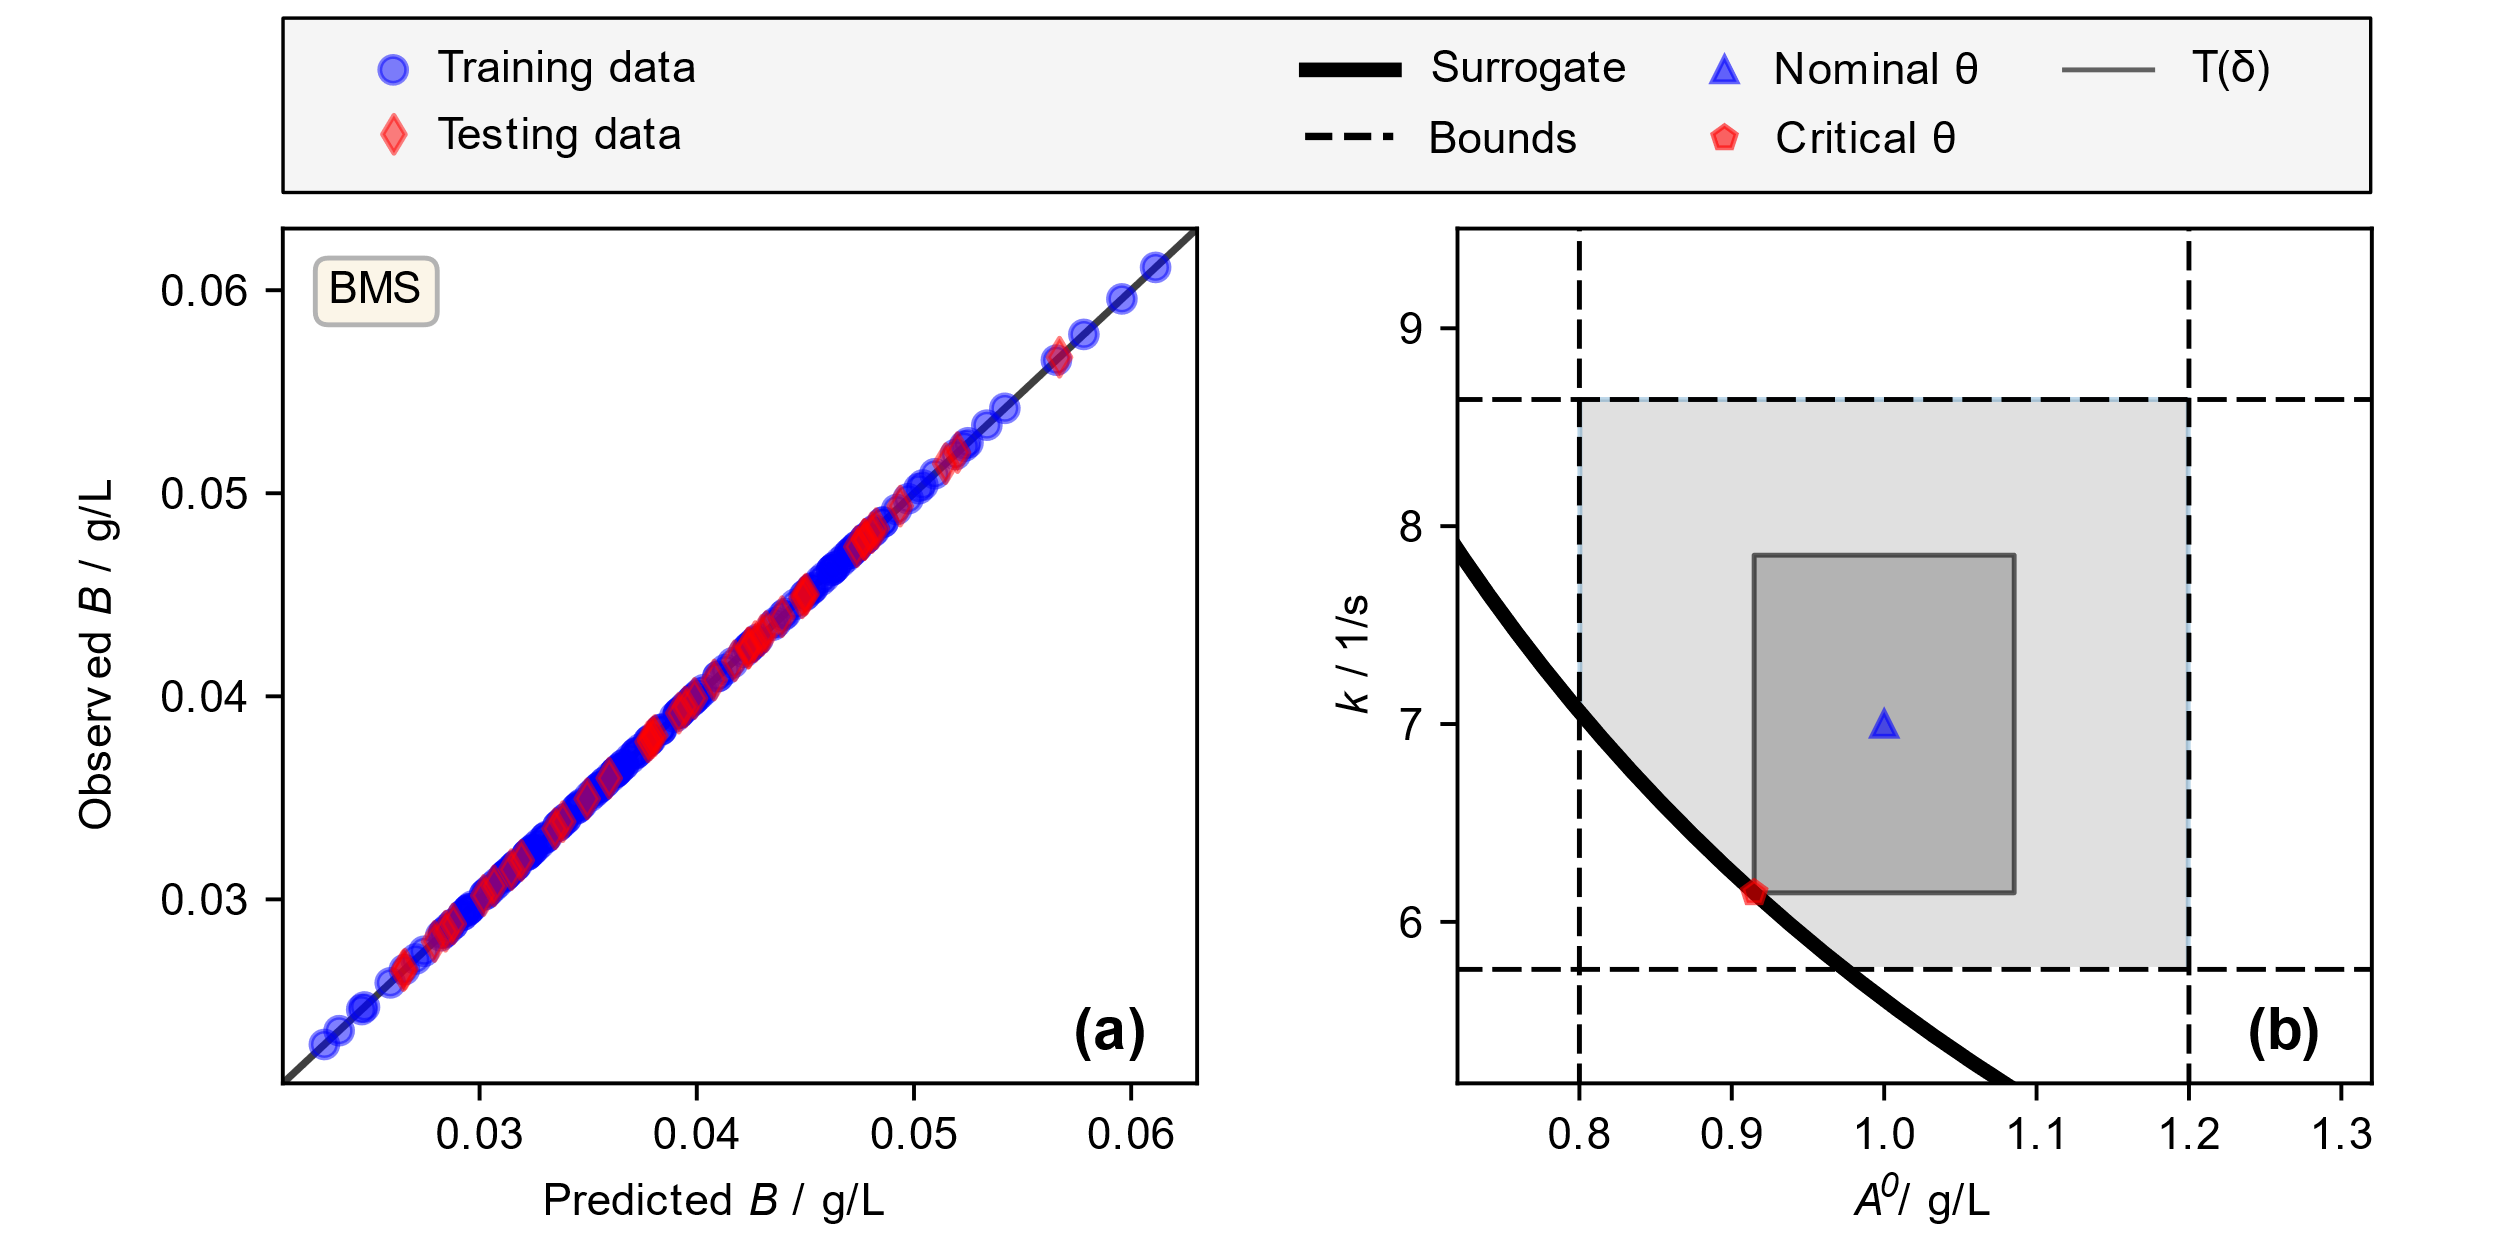 Training data
Testing data
Surrogate
Bounds
Nominal θ
Critical θ
T(δ)
BMS
0.06
0.05
0.04
0.03
Observed B / g/L
(a)
0.03 0.04 0.05 0.06
Predicted B / g/L
9
8
7
6
k / 1/s
(b)
0.8 0.9 1.0 1.1 1.2 1.3
A⁰/ g/L